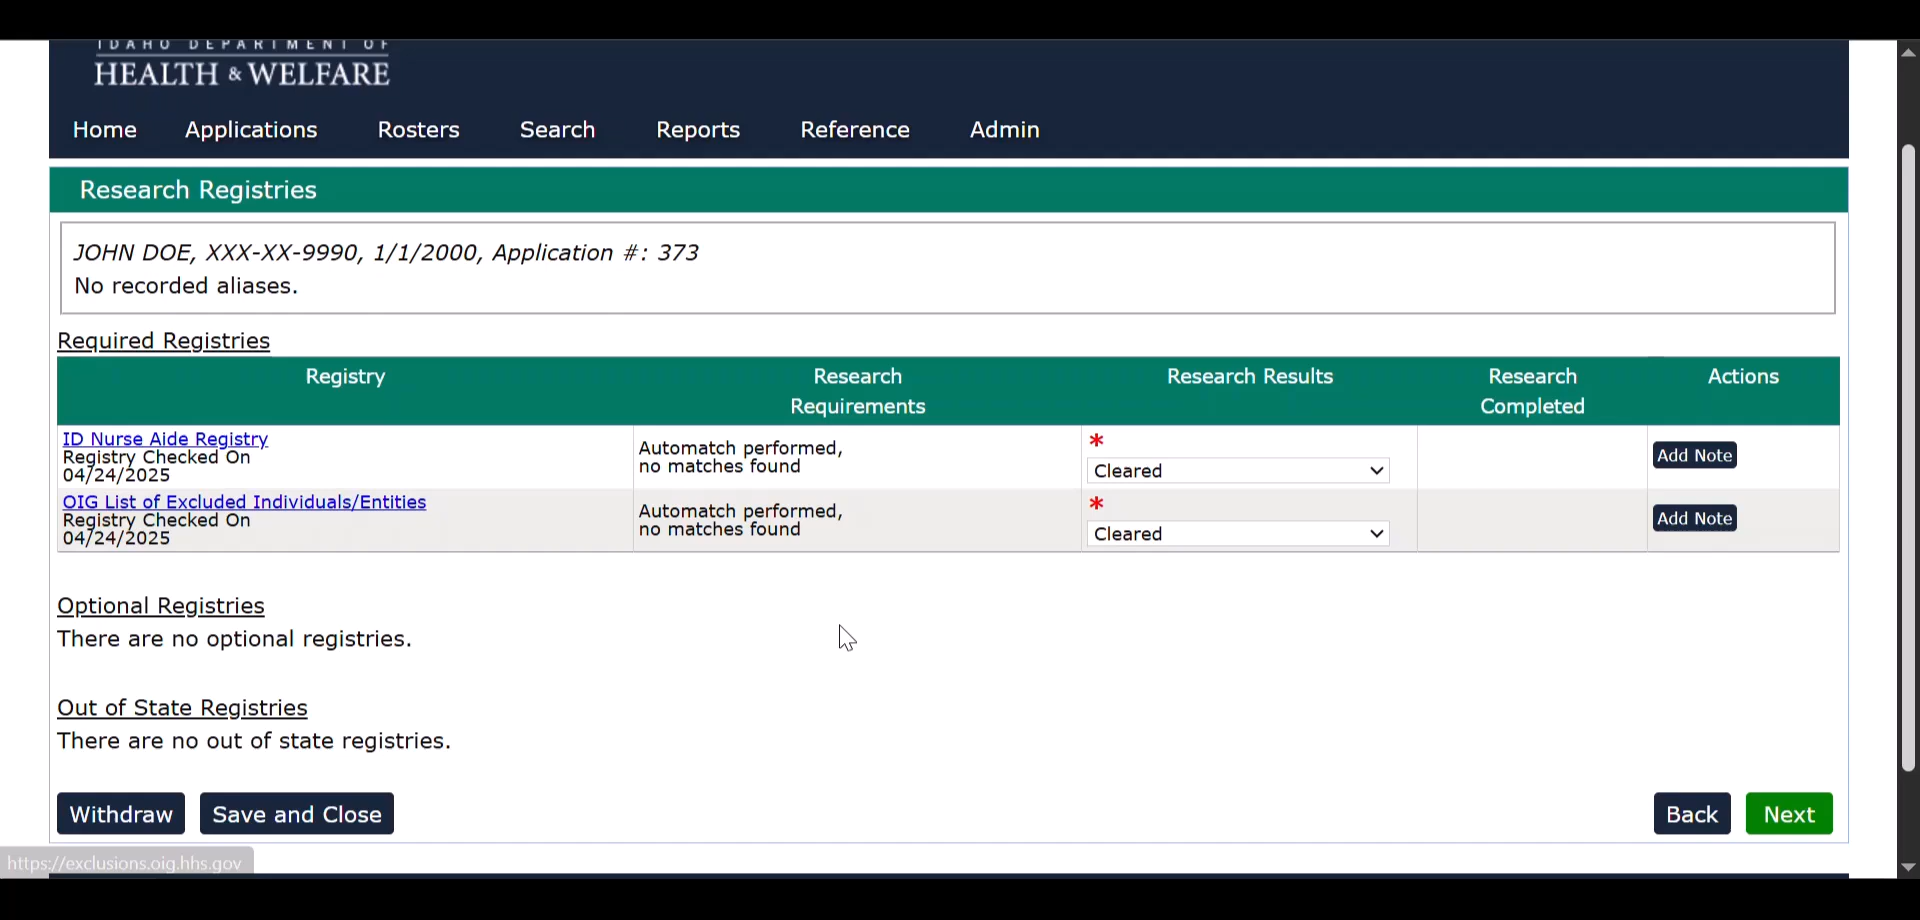 IDAHO DEPARTMENT OF
HEALTH & WELFARE
Home Applications Rosters Search Reports Reference Admin
Research Registries
JOHN DOE, XXX-XX-9990, 1/1/2000, Application #: 373
No recorded aliases.
Required Registries
Registry Research Requirements Research Results Research Completed Actions
ID Nurse Aide Registry
Registry Checked On
04/24/2025
Automatch performed,
no matches found
*
Cleared
Add Note
OIG List of Excluded Individuals/Entities
Registry Checked On
04/24/2025
Automatch performed,
no matches found
*
Cleared
Add Note
Optional Registries
There are no optional registries.
Out of State Registries
There are no out of state registries.
Withdraw Save and Close Back Next
https://exclusions.oig.hhs.gov